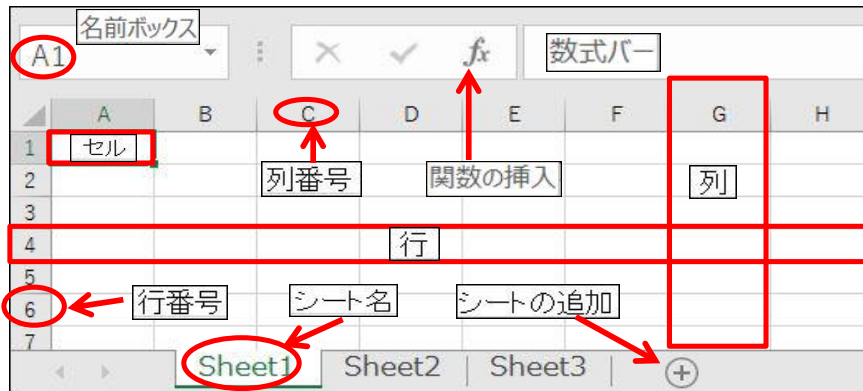 名前ボックス
A1
fx
数式バー
A B C D E F G H
1 セル
2 列番号 関数の挿入 列
3
4 行
5
6 行番号 シート名 シートの追加
7
Sheet1 Sheet2 Sheet3